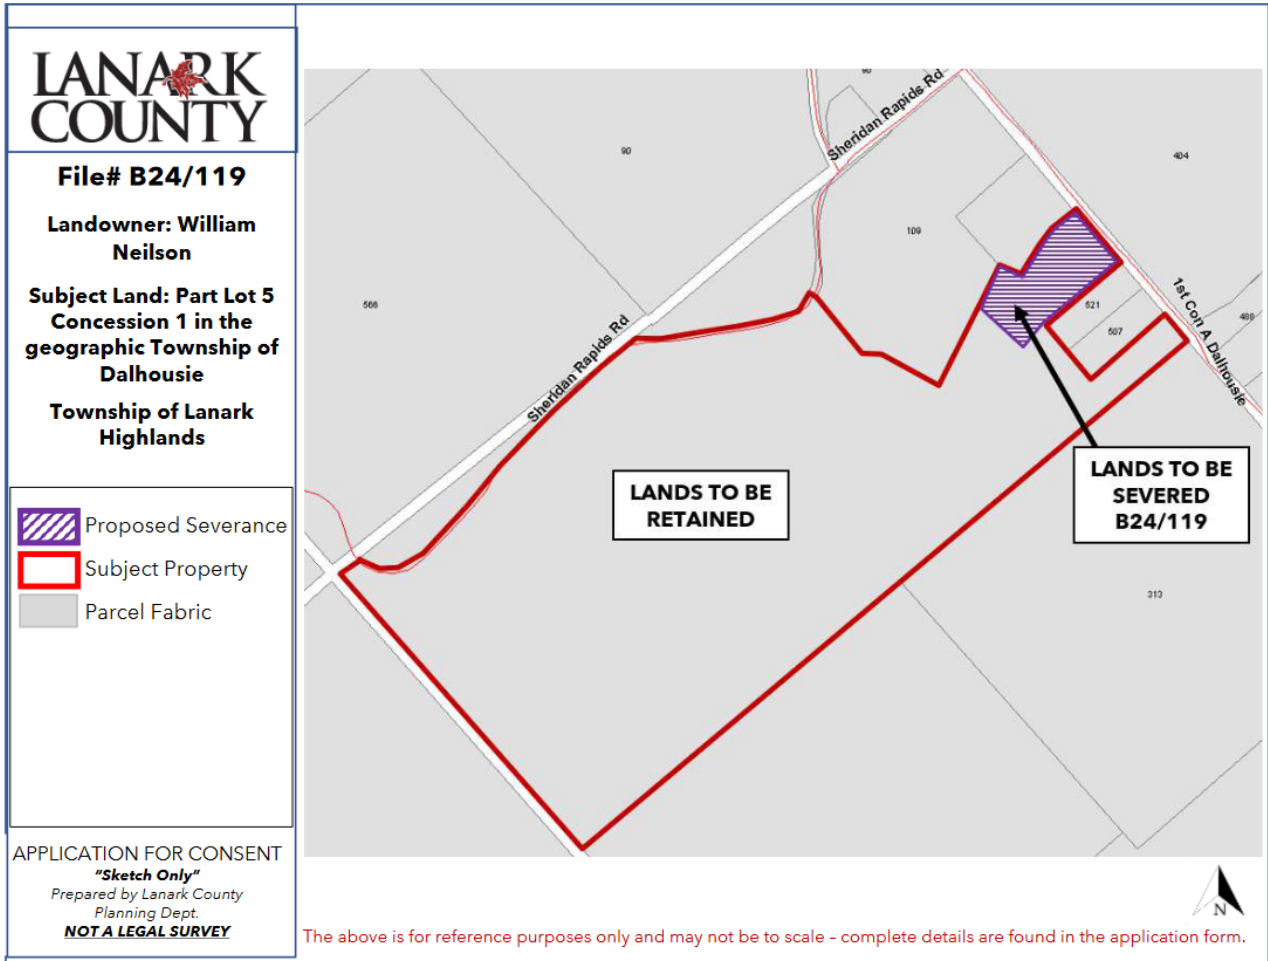 LANARK
COUNTY
File# B24/119
Landowner: William
Neilson
Subject Land: Part Lot 5
Concession 1 in the
geographic Township of
Dalhousie
Township of Lanark
Highlands
Proposed Severance
Subject Property
Parcel Fabric
APPLICATION FOR CONSENT
"Sketch Only"
Prepared by Lanark County
Planning Dept.
NOT A LEGAL SURVEY
90
Sheridan Rapids Rd
90
404
109
566
521
507
489
1st Con A Dalhousie
Sheridan Rapids Rd
LANDS TO BE
RETAINED
LANDS TO BE
SEVERED
B24/119
313
N
The above is for reference purposes only and may not be to scale - complete details are found in the application form.